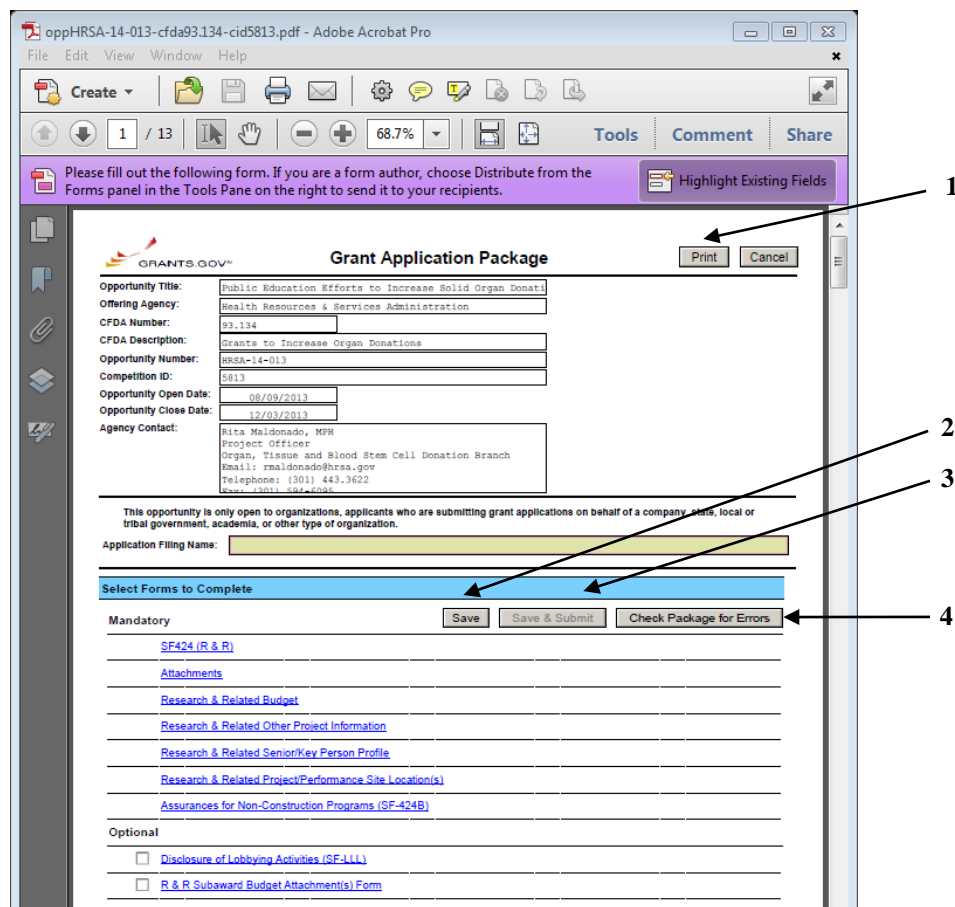 oppHRSA-14-013-cfda93.134-cid5813.pdf - Adobe Acrobat Pro
File Edit View Window Help
Create
1 / 13 68.7% Tools Comment Share
Please fill out the following form. If you are a form author, choose Distribute from the
Forms panel in the Tools Pane on the right to send it to your recipients.
Highlight Existing Fields
1
GRANTS.GOV℠ Grant Application Package Print Cancel
Opportunity Title: Public Education Efforts to Increase Solid Organ Donati
Offering Agency: Health Resources & Services Administration
CFDA Number: 93.134
CFDA Description: Grants to Increase Organ Donations
Opportunity Number: HRSA-14-013
Competition ID: 5813
Opportunity Open Date: 08/09/2013
Opportunity Close Date: 12/03/2013
Agency Contact: Rita Maldonado, MPH
Project Officer
Organ, Tissue and Blood Stem Cell Donation Branch
Email: rmaldonado@hrsa.gov
Telephone: (301) 443.3622
Fax: (301) 594-6095
2
3
This opportunity is only open to organizations, applicants who are submitting grant applications on behalf of a company, state, local or
tribal government, academia, or other type of organization.
Application Filing Name:
Select Forms to Complete
Mandatory Save Save & Submit Check Package for Errors
4
SF424 (R & R)
Attachments
Research & Related Budget
Research & Related Other Project Information
Research & Related Senior/Key Person Profile
Research & Related Project/Performance Site Location(s)
Assurances for Non-Construction Programs (SF-424B)
Optional
Disclosure of Lobbying Activities (SF-LLL)
R & R Subaward Budget Attachment(s) Form